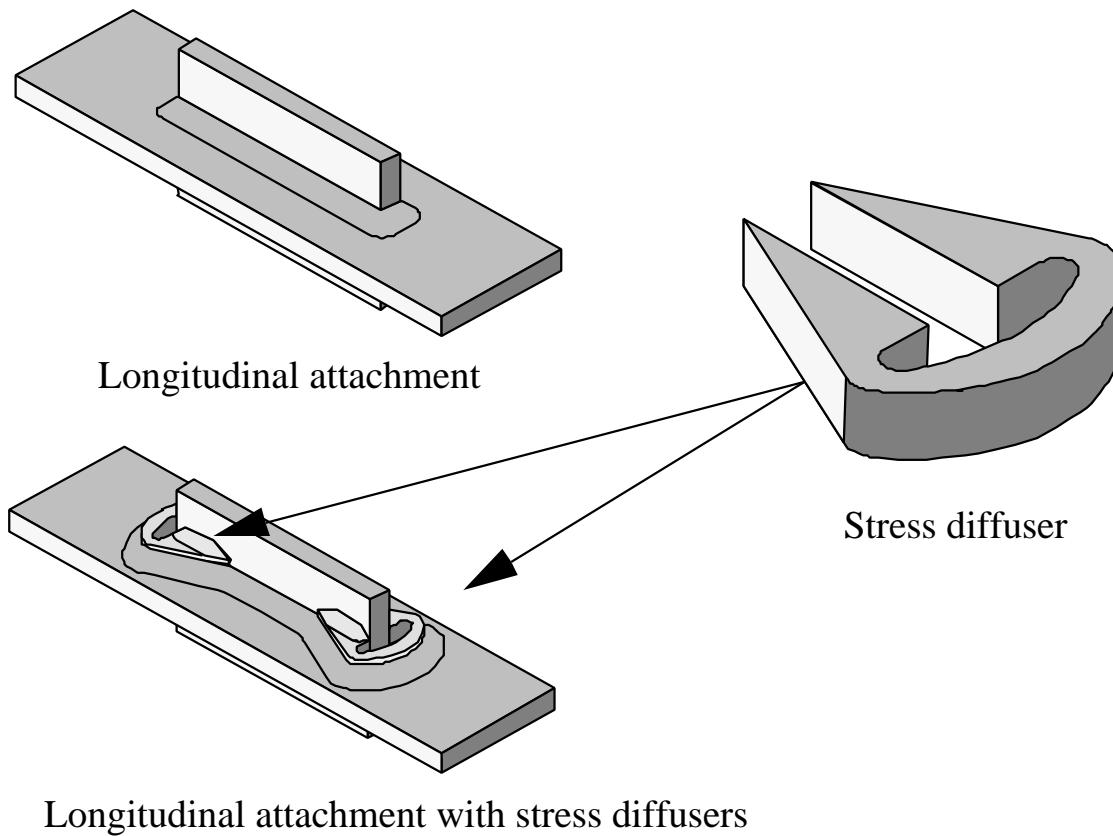 Longitudinal attachment
Stress diffuser
Longitudinal attachment with stress diffusers